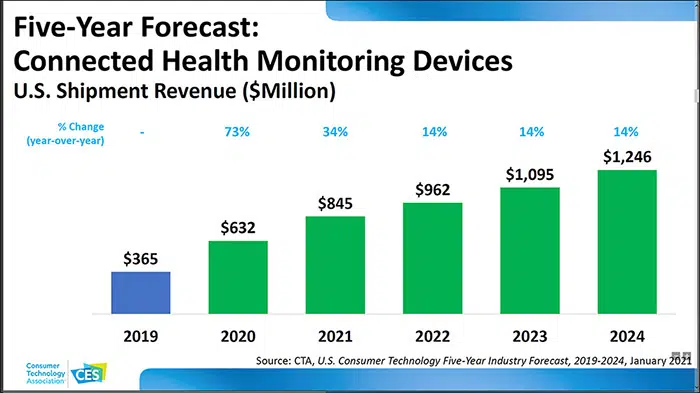 Five-Year Forecast:
Connected Health Monitoring Devices
U.S. Shipment Revenue ($Million)
% Change - 73% 34% 14% 14% 14%
(year-over-year)
$365 $632 $845 $962 $1,095 $1,246
2019 2020 2021 2022 2023 2024
Source: CTA, U.S. Consumer Technology Five-Year Industry Forecast, 2019-2024, January 2021
Consumer
Technology
Association
CES